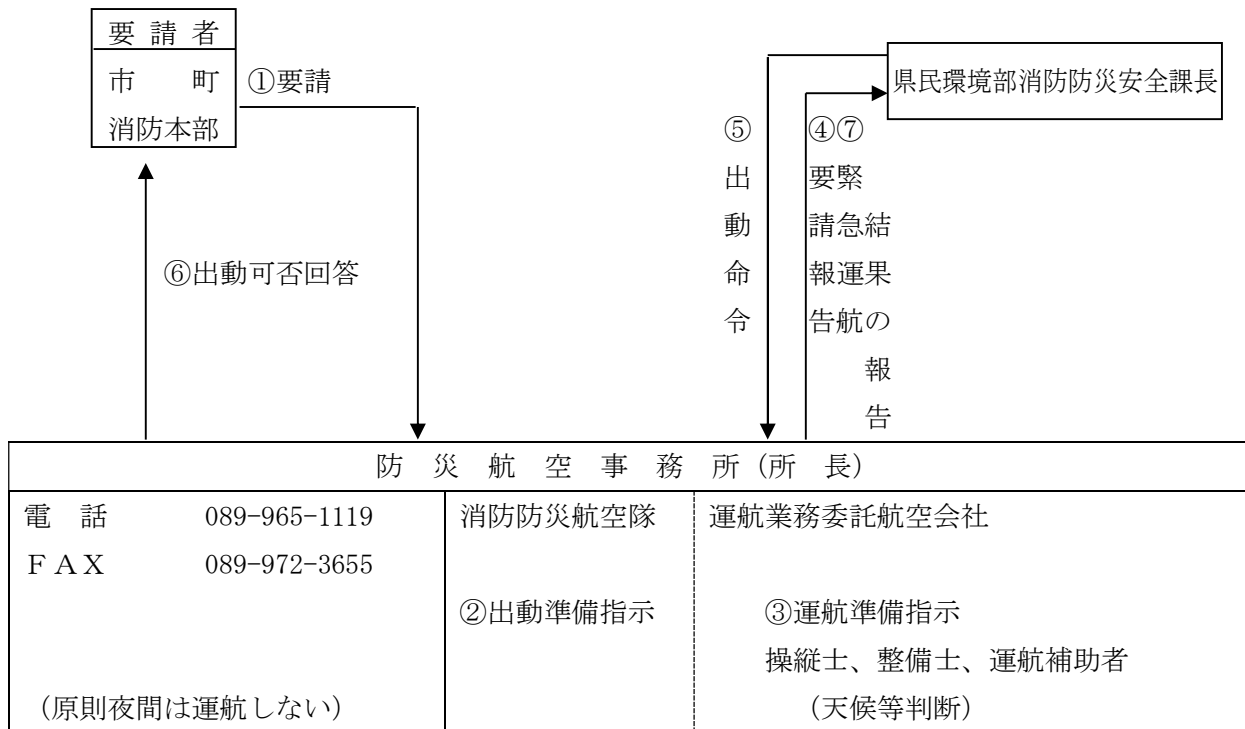 要請者
市　町
消防本部
①要請
県民環境部消防防災安全課長
⑤出動命令
④要請報告
⑦緊急運航結果の報告
⑥出動可否回答
防災航空事務所(所長)
電　話　089-965-1119
ＦＡＸ　089-972-3655
(原則夜間は運航しない)
消防防災航空隊
②出動準備指示
運航業務委託航空会社
③運航準備指示
操縦士、整備士、運航補助者
(天候等判断)